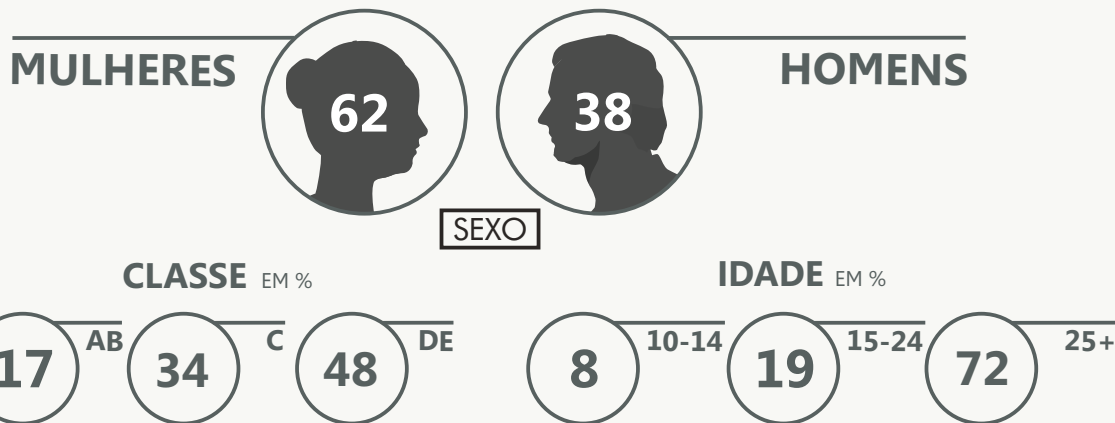 MULHERES 62 38 HOMENS
SEXO
CLASSE EM %
17 AB 34 C 48 DE
IDADE EM %
8 10-14 19 15-24 72 25+